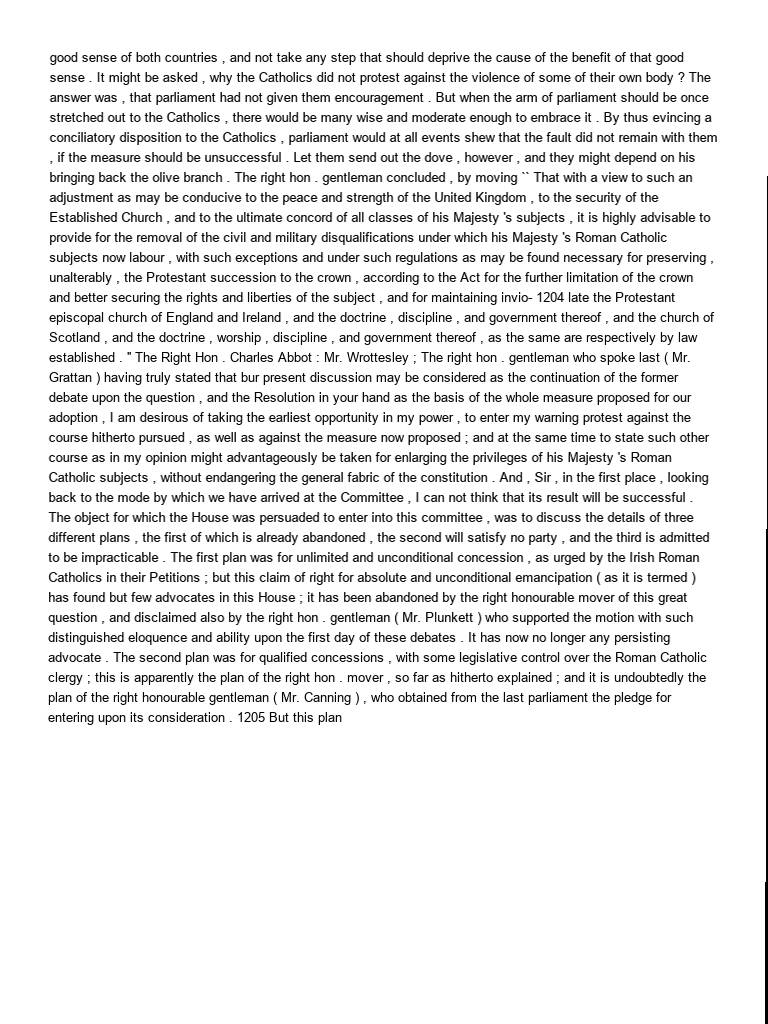 good sense of both countries , and not take any step that should deprive the cause of the benefit of that good
sense . It might be asked , why the Catholics did not protest against the violence of some of their own body ? The
answer was , that parliament had not given them encouragement . But when the arm of parliament should be once
stretched out to the Catholics , there would be many wise and moderate enough to embrace it . By thus evincing a
conciliatory disposition to the Catholics , parliament would at all events shew that the fault did not remain with them
, if the measure should be unsuccessful . Let them send out the dove , however , and they might depend on his
bringing back the olive branch . The right hon . gentleman concluded , by moving `` That with a view to such an
adjustment as may be conducive to the peace and strength of the United Kingdom , to the security of the
Established Church , and to the ultimate concord of all classes of his Majesty 's subjects , it is highly advisable to
provide for the removal of the civil and military disqualifications under which his Majesty 's Roman Catholic
subjects now labour , with such exceptions and under such regulations as may be found necessary for preserving ,
unalterably , the Protestant succession to the crown , according to the Act for the further limitation of the crown
and better securing the rights and liberties of the subject , and for maintaining invio- 1204 late the Protestant
episcopal church of England and Ireland , and the doctrine , discipline , and government thereof , and the church of
Scotland , and the doctrine , worship , discipline , and government thereof , as the same are respectively by law
established . " The Right Hon . Charles Abbot : Mr. Wrottesley ; The right hon . gentleman who spoke last ( Mr.
Grattan ) having truly stated that bur present discussion may be considered as the continuation of the former
debate upon the question , and the Resolution in your hand as the basis of the whole measure proposed for our
adoption , I am desirous of taking the earliest opportunity in my power , to enter my warning protest against the
course hitherto pursued , as well as against the measure now proposed ; and at the same time to state such other
course as in my opinion might advantageously be taken for enlarging the privileges of his Majesty 's Roman
Catholic subjects , without endangering the general fabric of the constitution . And , Sir , in the first place , looking
back to the mode by which we have arrived at the Committee , I can not think that its result will be successful .
The object for which the House was persuaded to enter into this committee , was to discuss the details of three
different plans , the first of which is already abandoned , the second will satisfy no party , and the third is admitted
to be impracticable . The first plan was for unlimited and unconditional concession , as urged by the Irish Roman
Catholics in their Petitions ; but this claim of right for absolute and unconditional emancipation ( as it is termed )
has found but few advocates in this House ; it has been abandoned by the right honourable mover of this great
question , and disclaimed also by the right hon . gentleman ( Mr. Plunkett ) who supported the motion with such
distinguished eloquence and ability upon the first day of these debates . It has now no longer any persisting
advocate . The second plan was for qualified concessions , with some legislative control over the Roman Catholic
clergy ; this is apparently the plan of the right hon . mover , so far as hitherto explained ; and it is undoubtedly the
plan of the right honourable gentleman ( Mr. Canning ) , who obtained from the last parliament the pledge for
entering upon its consideration . 1205 But this plan